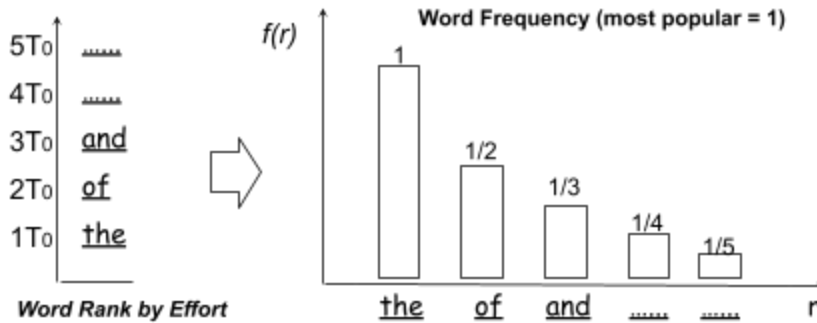 5T₀ ......
4T₀ ......
3T₀ and
2T₀ of
1T₀ the
Word Rank by Effort
Word Frequency (most popular = 1)
f(r)
1
1/2
1/3
1/4
1/5
the of and ...... ...... r